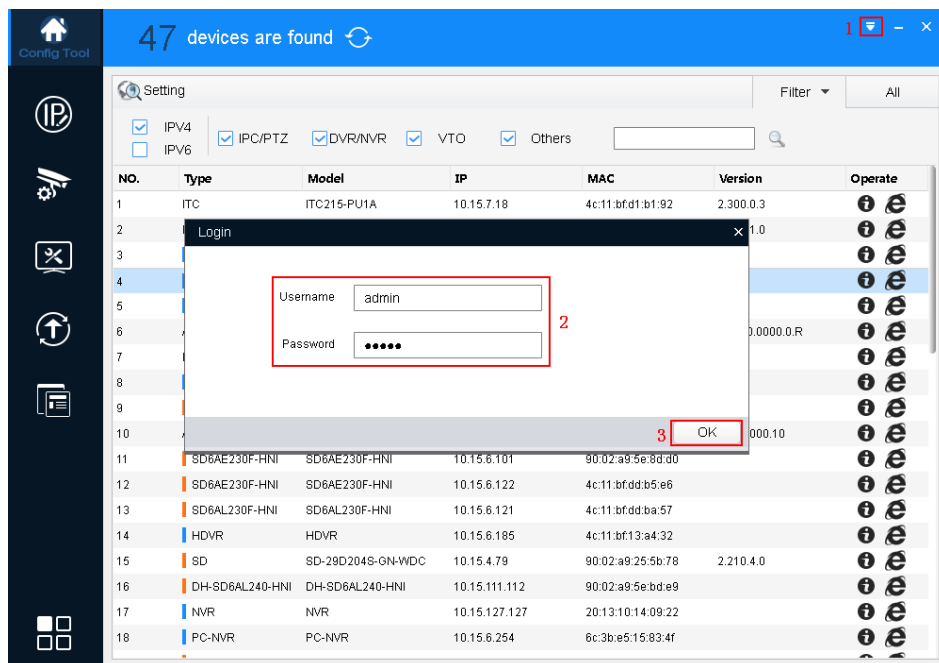 Config Tool
47 devices are found
1
Setting
Filter
All
IPV4
IPV6
IPC/PTZ
DVR/NVR
VTO
Others
NO. Type Model IP MAC Version Operate
1 ITC ITC215-PU1A 10.15.7.18 4c:11:bf:d1:b1:92 2.300.0.3
2 1.0
Login
3
4
5
Username admin
2
6 0.0000.0.R
Password •••••
7
8
9
10 000.10
3 OK
11 SD6AE230F-HNI SD6AE230F-HNI 10.15.6.101 90:02:a9:5e:8d:d0
12 SD6AE230F-HNI SD6AE230F-HNI 10.15.6.122 4c:11:bf:dd:b5:e6
13 SD6AL230F-HNI SD6AL230F-HNI 10.15.6.121 4c:11:bf:dd:ba:57
14 HDVR HDVR 10.15.6.185 4c:11:bf:13:a4:32
15 SD SD-29D204S-GN-WDC 10.15.4.79 90:02:a9:25:5b:78 2.210.4.0
16 DH-SD6AL240-HNI DH-SD6AL240-HNI 10.15.111.112 90:02:a9:5e:bd:e9
17 NVR NVR 10.15.127.127 20:13:10:14:09:22
18 PC-NVR PC-NVR 10.15.6.254 6c:3b:e5:15:83:4f